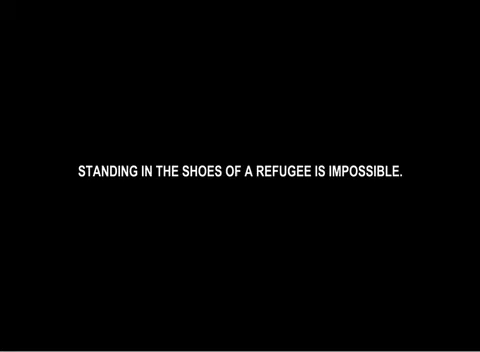 STANDING IN THE SHOES OF A REFUGEE IS IMPOSSIBLE.